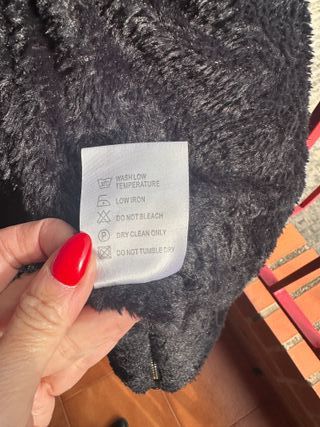 WASH LOW
TEMPERATURE
LOW IRON
DO NOT BLEACH
DRY CLEAN ONLY
DO NOT TUMBLE DRY